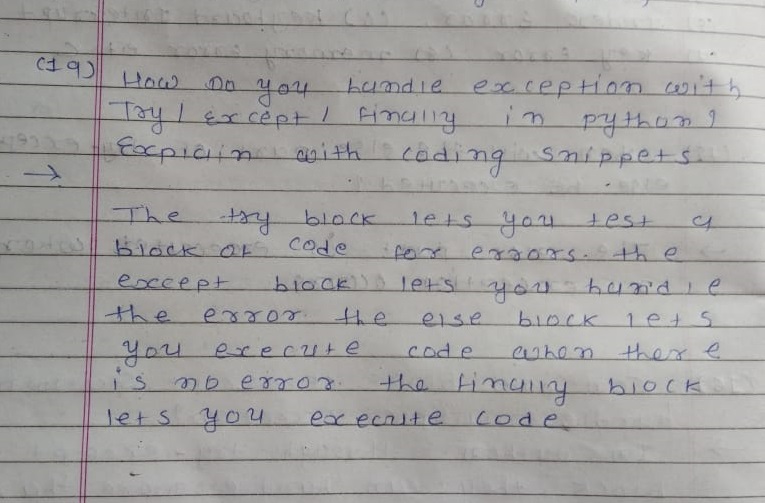 (19) How Do you handle exception with
Try / Except / Finally in python ?
Explain with coding snippets.
→
The try block lets you test a
block of code for errors. the
except block lets you handle
the error. the else block lets
you execute code when there
is no error. the finally block
lets you execute code